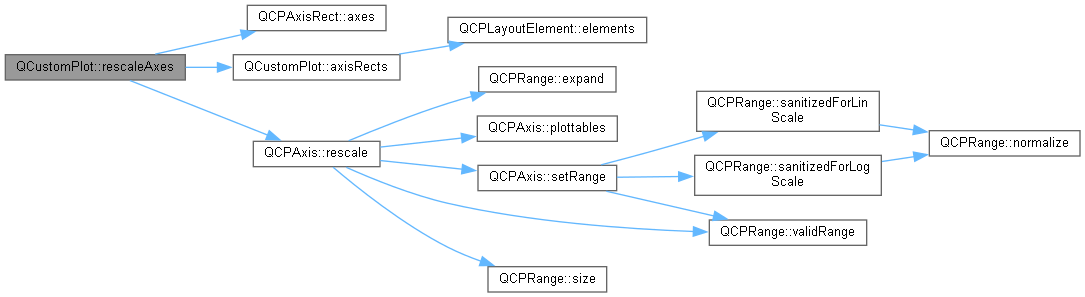 QCustomPlot::rescaleAxes
QCPAxisRect::axes
QCustomPlot::axisRects
QCPLayoutElement::elements
QCPAxis::rescale
QCPRange::expand
QCPAxis::plottables
QCPAxis::setRange
QCPRange::size
QCPRange::sanitizedForLin
Scale
QCPRange::sanitizedForLog
Scale
QCPRange::validRange
QCPRange::normalize